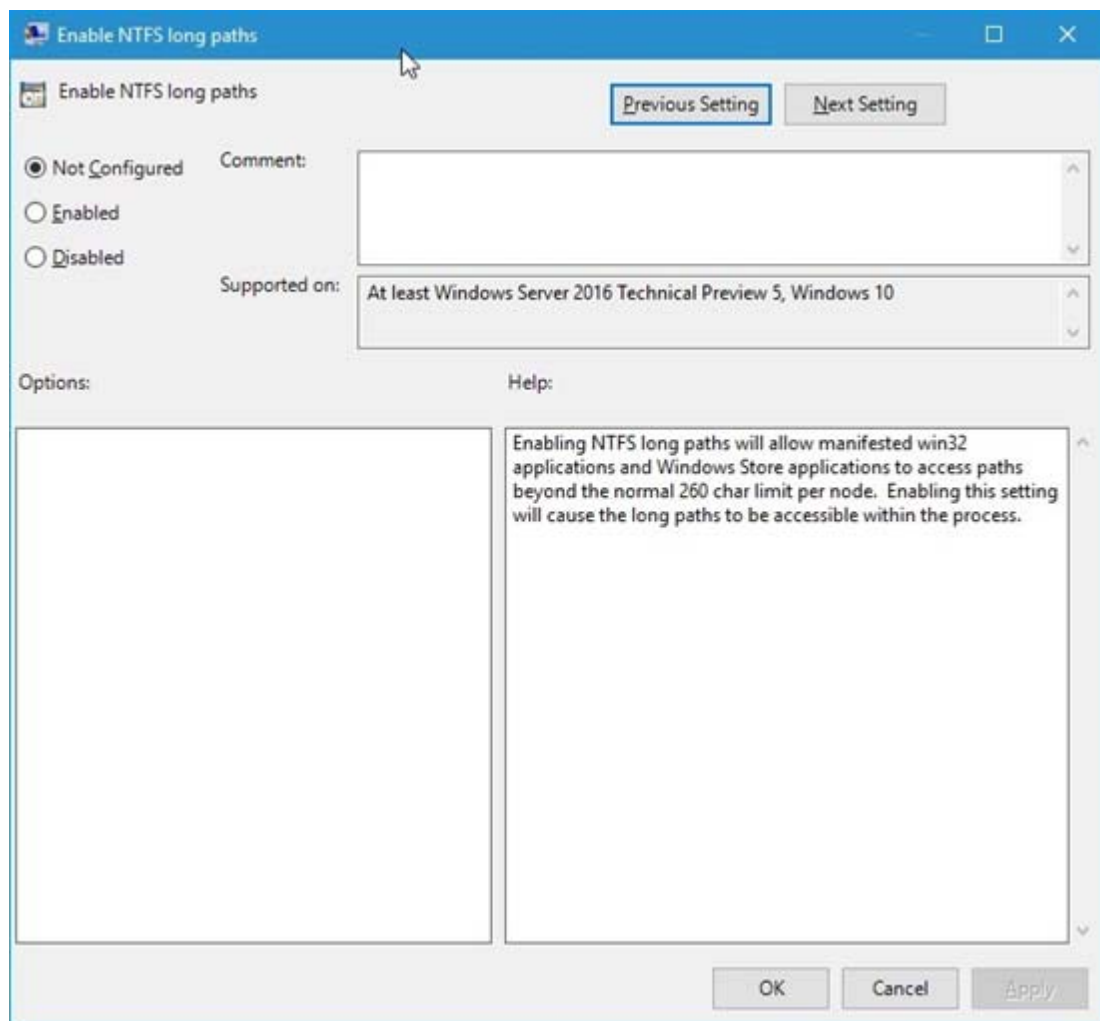 Enable NTFS long paths
Enable NTFS long paths
Previous Setting
Next Setting
Not Configured
Comment:
Enabled
Disabled
Supported on:
At least Windows Server 2016 Technical Preview 5, Windows 10
Options:
Help:
Enabling NTFS long paths will allow manifested win32
applications and Windows Store applications to access paths
beyond the normal 260 char limit per node.  Enabling this setting
will cause the long paths to be accessible within the process.
OK
Cancel
Apply